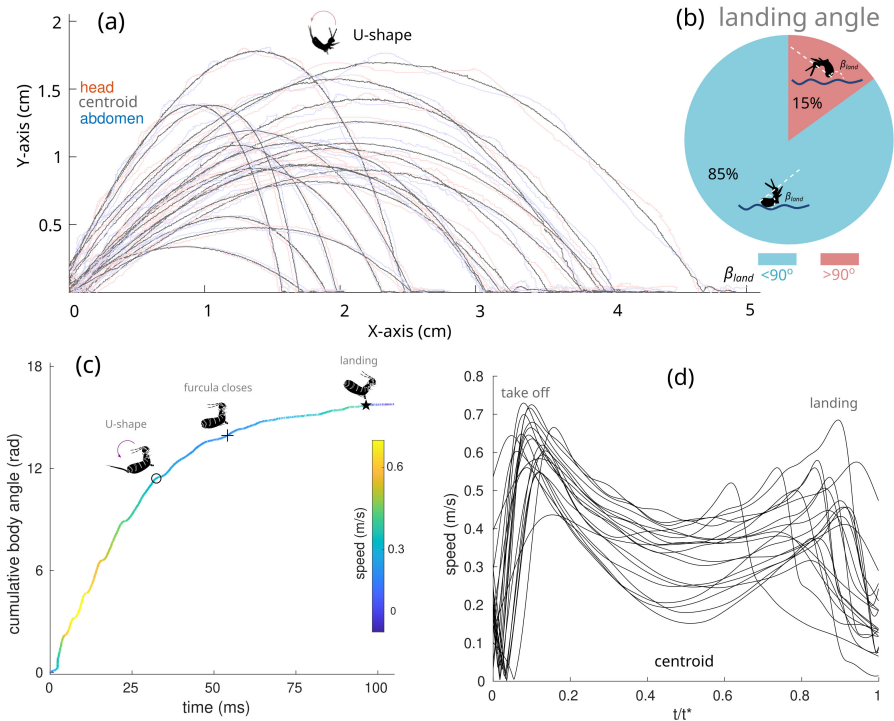 (a)
U-shape
head
centroid
abdomen
Y-axis (cm)
2
1.5
1
0.5
0
1
2
3
4
5
X-axis (cm)
(b)
landing angle
β_land
15%
85%
β_land
β_land
<90°
>90°
(c)
landing
furcula closes
U-shape
cumulative body angle (rad)
18
12
6
0
0
25
50
75
100
time (ms)
speed (m/s)
0.6
0.3
0
(d)
take off
landing
speed (m/s)
0.8
0.7
0.6
0.5
0.4
0.3
0.2
0.1
0
0
0.2
0.4
0.6
0.8
1
centroid
t/t*